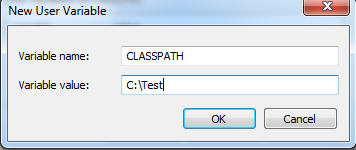 New User Variable
Variable name: CLASSPATH
Variable value: C:\Test
OK Cancel